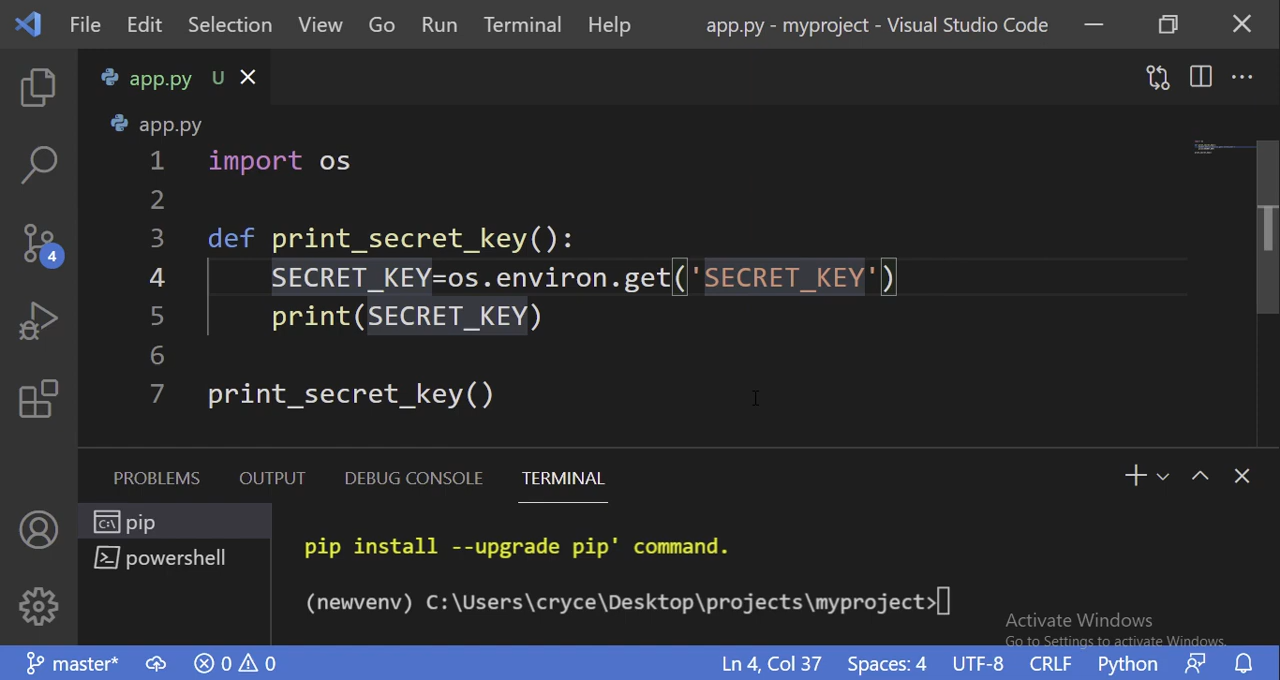 File Edit Selection View Go Run Terminal Help app.py - myproject - Visual Studio Code
app.py U
app.py
1 import os
2
3 def print_secret_key():
4 SECRET_KEY=os.environ.get('SECRET_KEY')
5 print(SECRET_KEY)
6
7 print_secret_key()
4
PROBLEMS OUTPUT DEBUG CONSOLE TERMINAL
pip
powershell
pip install --upgrade pip' command.
(newvenv) C:\Users\cryce\Desktop\projects\myproject>
Activate Windows
Go to Settings to activate Windows.
master* 0 0 Ln 4, Col 37 Spaces: 4 UTF-8 CRLF Python